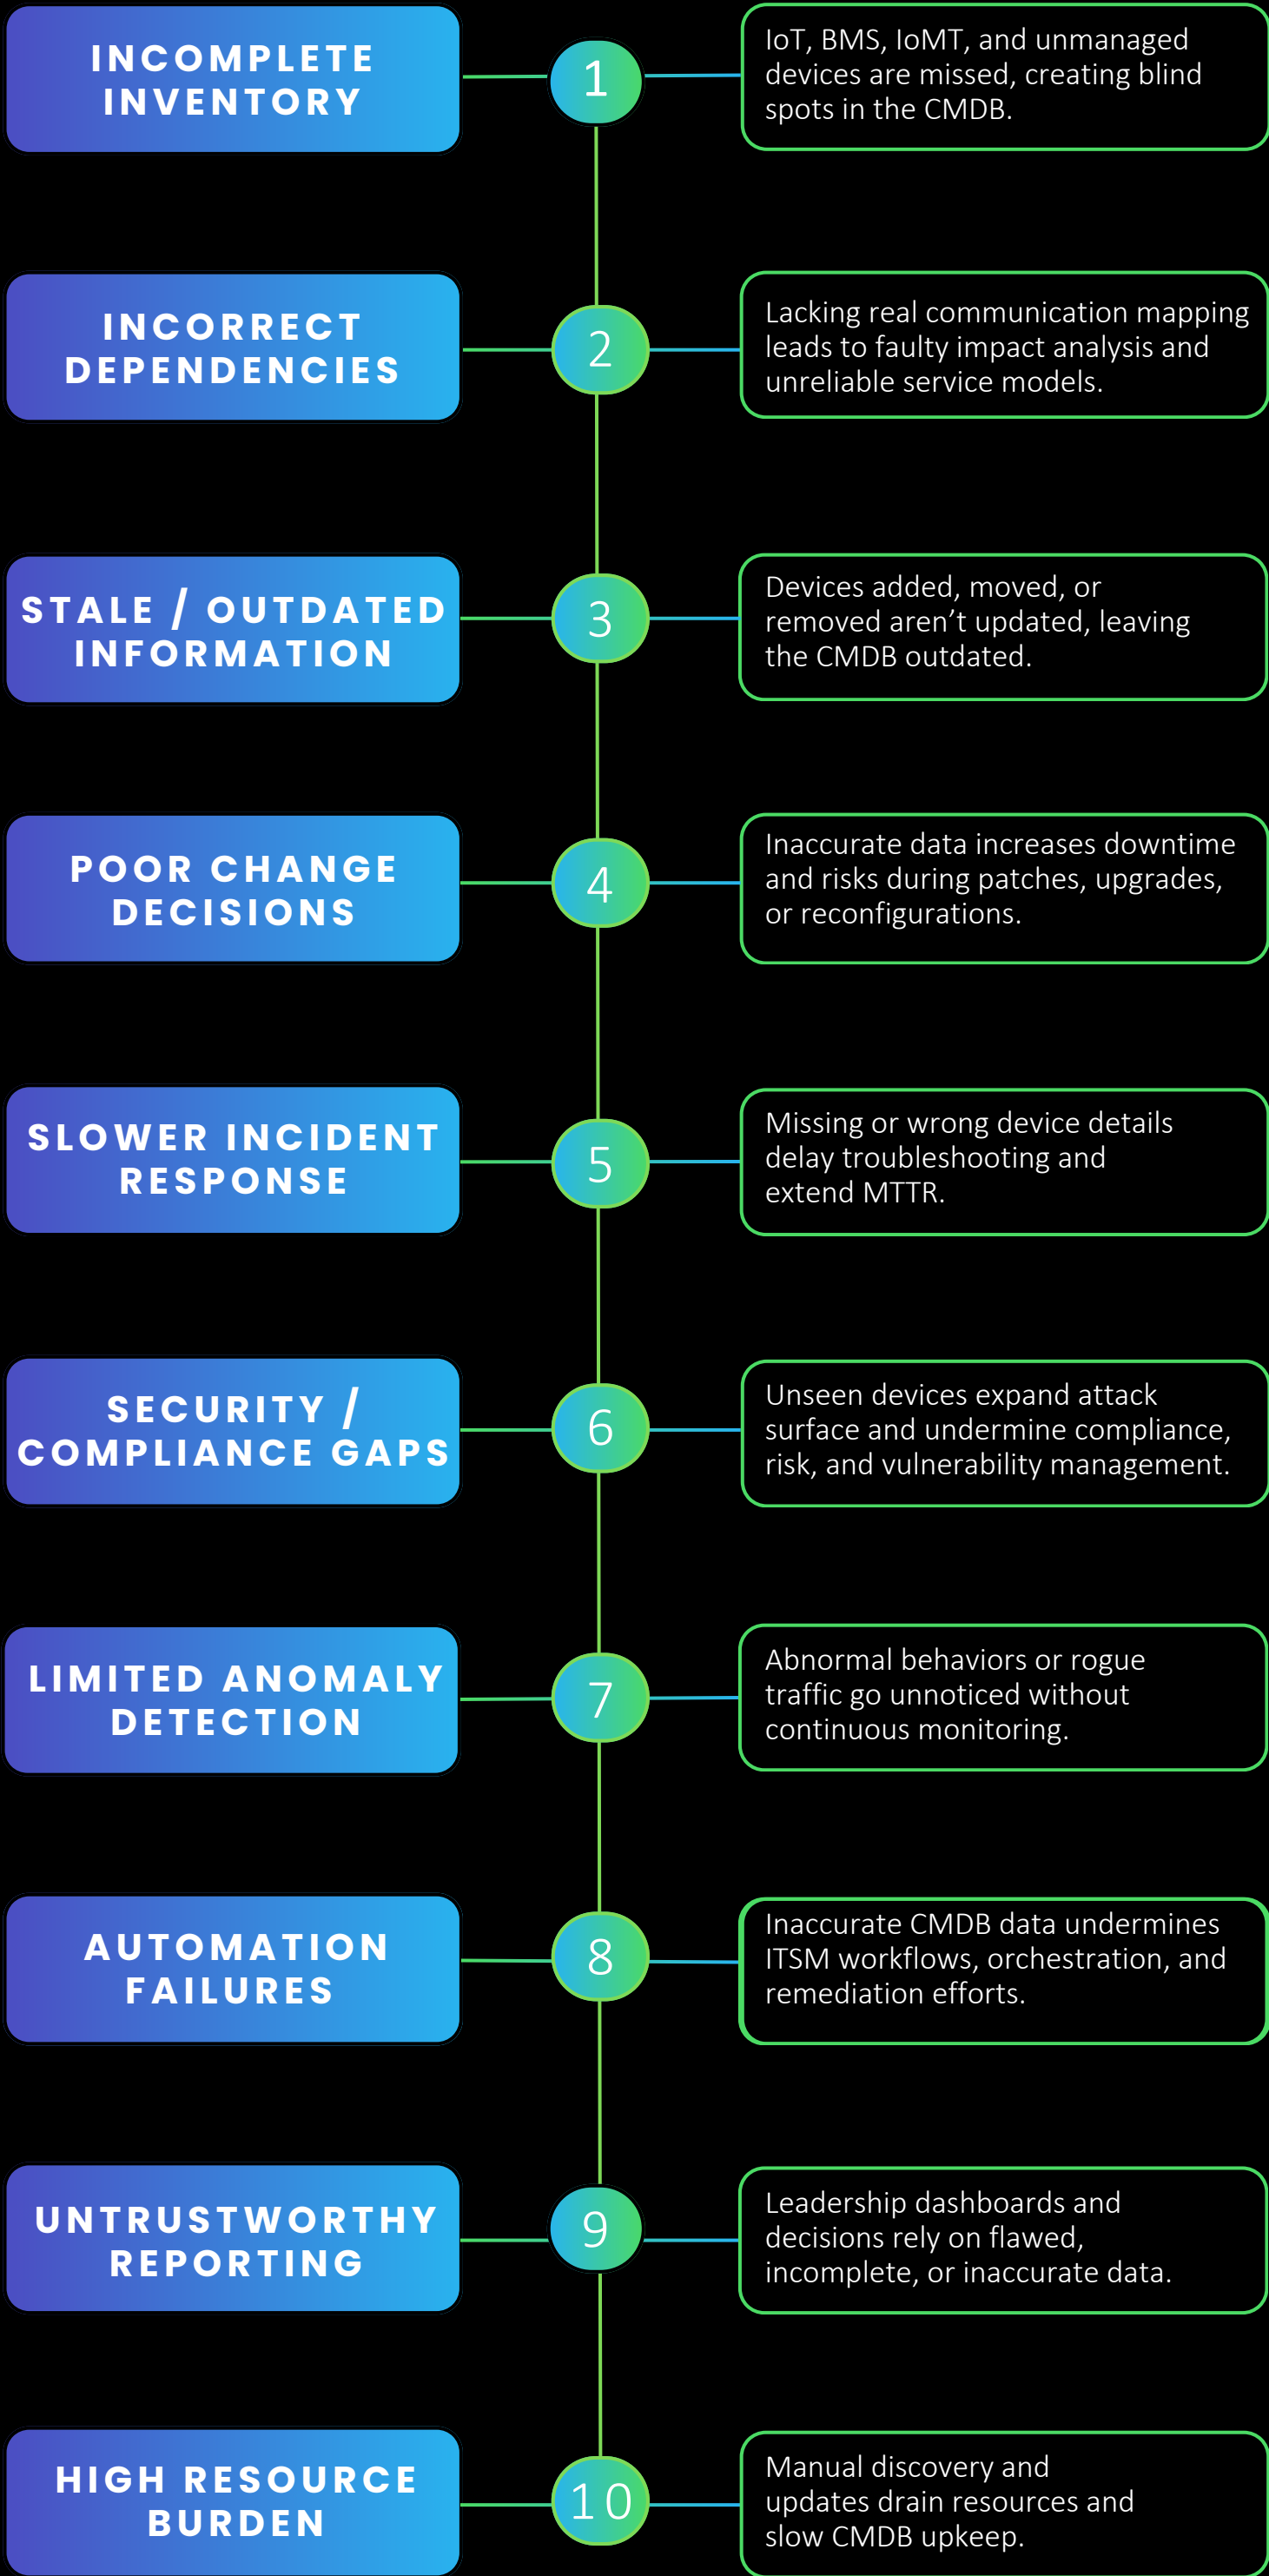 INCOMPLETE
INVENTORY
1
IoT, BMS, IoMT, and unmanaged
devices are missed, creating blind
spots in the CMDB.
INCORRECT
DEPENDENCIES
2
Lacking real communication mapping
leads to faulty impact analysis and
unreliable service models.
STALE / OUTDATED
INFORMATION
3
Devices added, moved, or
removed aren’t updated, leaving
the CMDB outdated.
POOR CHANGE
DECISIONS
4
Inaccurate data increases downtime
and risks during patches, upgrades,
or reconfigurations.
SLOWER INCIDENT
RESPONSE
5
Missing or wrong device details
delay troubleshooting and
extend MTTR.
SECURITY /
COMPLIANCE GAPS
6
Unseen devices expand attack
surface and undermine compliance,
risk, and vulnerability management.
LIMITED ANOMALY
DETECTION
7
Abnormal behaviors or rogue
traffic go unnoticed without
continuous monitoring.
AUTOMATION
FAILURES
8
Inaccurate CMDB data undermines
ITSM workflows, orchestration, and
remediation efforts.
UNTRUSTWORTHY
REPORTING
9
Leadership dashboards and
decisions rely on flawed,
incomplete, or inaccurate data.
HIGH RESOURCE
BURDEN
10
Manual discovery and
updates drain resources and
slow CMDB upkeep.